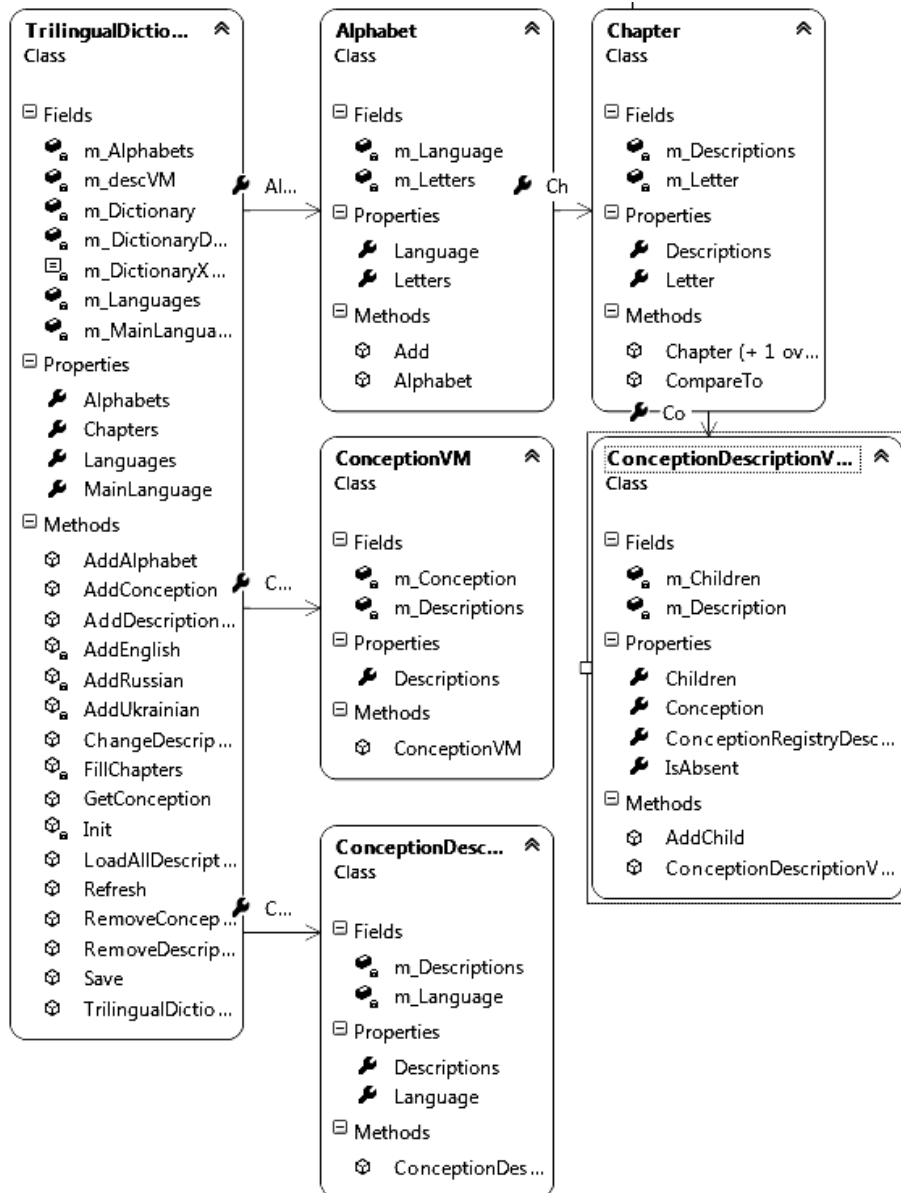 TrilingualDictio...
Class
Fields
m_Alphabets
m_descVM
m_Dictionary
m_DictionaryD...
m_DictionaryX...
m_Languages
m_MainLangua...
Properties
Alphabets
Chapters
Languages
MainLanguage
Methods
AddAlphabet
AddConception
AddDescription...
AddEnglish
AddRussian
AddUkrainian
ChangeDescrip...
FillChapters
GetConception
Init
LoadAllDescript...
Refresh
RemoveConcep...
RemoveDescrip...
Save
TrilingualDictio...
Al...
C...
C...
Alphabet
Class
Fields
m_Language
m_Letters
Properties
Language
Letters
Methods
Add
Alphabet
Ch
Chapter
Class
Fields
m_Descriptions
m_Letter
Properties
Descriptions
Letter
Methods
Chapter (+ 1 ov...
CompareTo
Co
ConceptionVM
Class
Fields
m_Conception
m_Descriptions
Properties
Descriptions
Methods
ConceptionVM
ConceptionDescriptionV...
Class
Fields
m_Children
m_Description
Properties
Children
Conception
ConceptionRegistryDesc...
IsAbsent
Methods
AddChild
ConceptionDescriptionV...
ConceptionDesc...
Class
Fields
m_Descriptions
m_Language
Properties
Descriptions
Language
Methods
ConceptionDes...